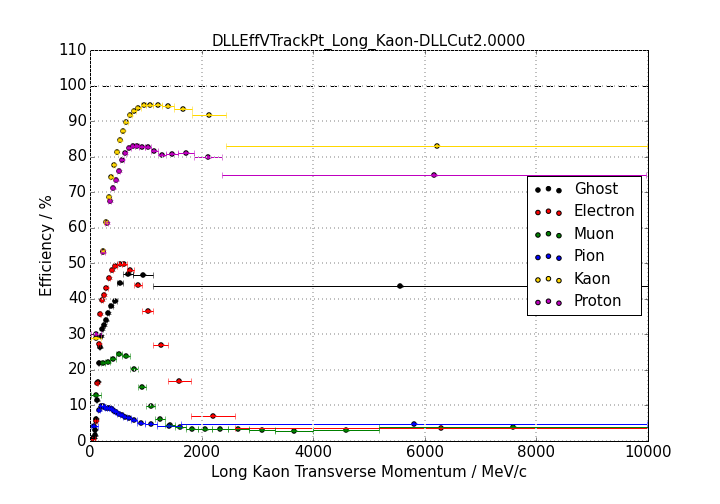 DLLEffVTrackPt_Long_Kaon-DLLCut2.0000
110
100
90
80
70
60
50
40
30
20
10
0
Efficiency / %
Ghost
Electron
Muon
Pion
Kaon
Proton
0 2000 4000 6000 8000 10000
Long Kaon Transverse Momentum / MeV/c